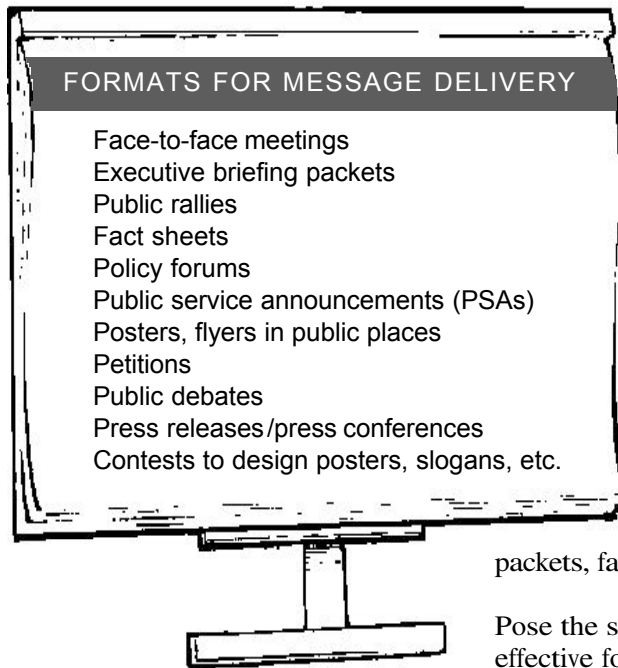 FORMATS FOR MESSAGE DELIVERY
Face-to-face meetings
Executive briefing packets
Public rallies
Fact sheets
Policy forums
Public service announcements (PSAs)
Posters, flyers in public places
Petitions
Public debates
Press releases/press conferences
Contests to design posters, slogans, etc.
packets,
Pose the
effective